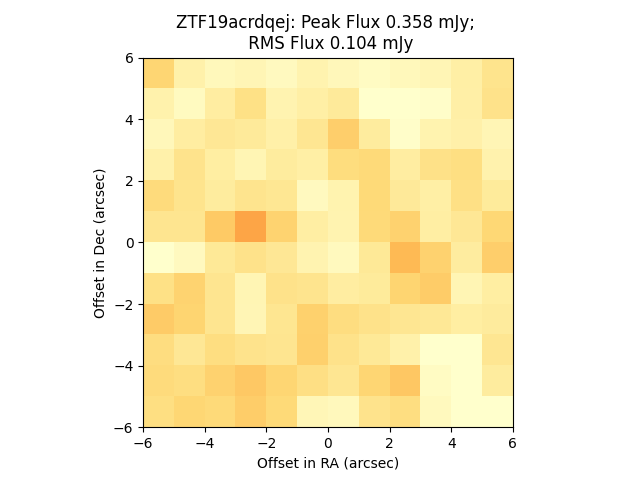 ZTF19acrdqej: Peak Flux 0.358 mJy;
RMS Flux 0.104 mJy
6
4
2
0
−2
−4
−6
Offset in Dec (arcsec)
−6 −4 −2 0 2 4 6
Offset in RA (arcsec)